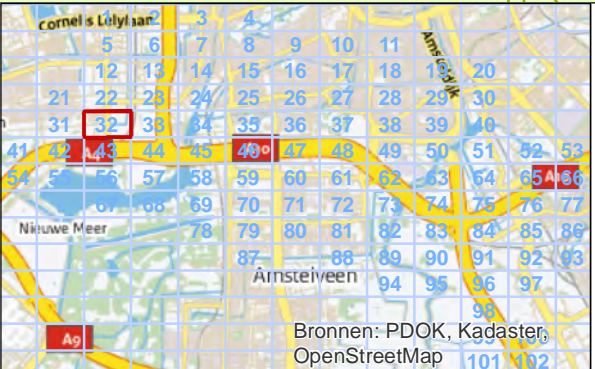 Cornelis Lelylaan 2 3 4
5 6 7 8 9 10 11
Amsteldijk
12 13 14 15 16 17 18 19 20
21 22 23 24 25 26 27 28 29 30
31 32 33 34 35 36 37 38 39 40
41 42 43 44 45 46 47 48 49 50 51 52 53
A4
54 55 56 57 58 59 60 61 62 63 64 65 66
67 68 69 70 71 72 73 74 75 76 77
Nieuwe Meer 78 79 80 81 82 83 84 85 86
87 88 89 90 91 92 93
Amstelveen
94 95 96 97
98
A9
Bronnen: PDOK, Kadaster,
OpenStreetMap
101 102